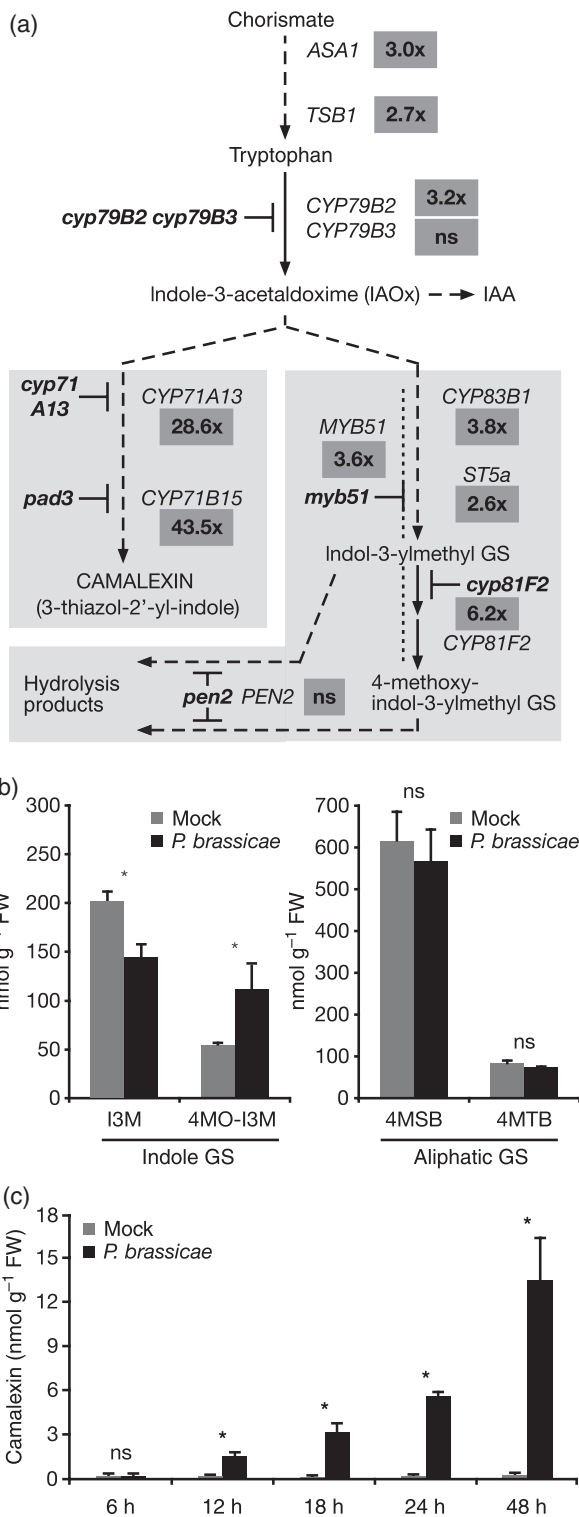 (a)
Chorismate
ASA1 3.0x
TSB1 2.7x
Tryptophan
cyp79B2 cyp79B3
CYP79B2 3.2x
CYP79B3 ns
Indole-3-acetaldoxime (IAOx) IAA
cyp71
A13
CYP71A13
28.6x
pad3
CYP71B15
43.5x
CAMALEXIN
(3-thiazol-2'-yl-indole)
MYB51
3.6x
myb51
CYP83B1
3.8x
ST5a
2.6x
Indol-3-ylmethyl GS
cyp81F2
6.2x
CYP81F2
4-methoxy-
indol-3-ylmethyl GS
Hydrolysis
products
pen2 PEN2 ns
b)
nmol g⁻¹ FW
300
250
200
150
100
50
0
Mock
P. brassicae
*
*
I3M 4MO-I3M
Indole GS
nmol g⁻¹ FW
700
600
500
400
300
200
100
0
ns
Mock
P. brassicae
ns
4MSB 4MTB
Aliphatic GS
(c)
Camalexin (nmol g⁻¹ FW)
18
15
12
9
6
3
0
Mock
P. brassicae
ns
*
*
*
*
6 h 12 h 18 h 24 h 48 h